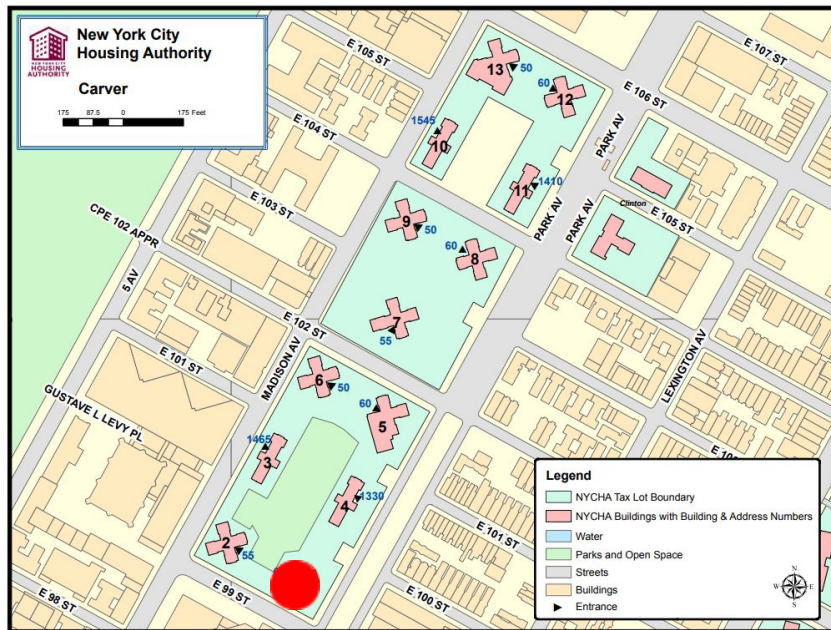 NEW YORK CITY
HOUSING
AUTHORITY
New York City
Housing Authority
Carver
175 87.5 0 175 Feet
E 105 ST
E 104 ST
E 103 ST
CPE 102 APPR
5 AV
E 102 ST
E 101 ST
MADISON AV
GUSTAVE L LEVY PL
E 98 ST
E 99 ST
E 107 ST
E 106 ST
PARK AV
PARK AV
PARK AV
Clinton
E 105 ST
LEXINGTON AV
E 101 ST
E 100 ST
13
50
60
12
1545
10
11
1410
9
50
60
8
7
55
6
50
60
5
1465
3
4
1330
2
55
Legend
NYCHA Tax Lot Boundary
NYCHA Buildings with Building & Address Numbers
Water
Parks and Open Space
Streets
Buildings
Entrance
N
W E
S